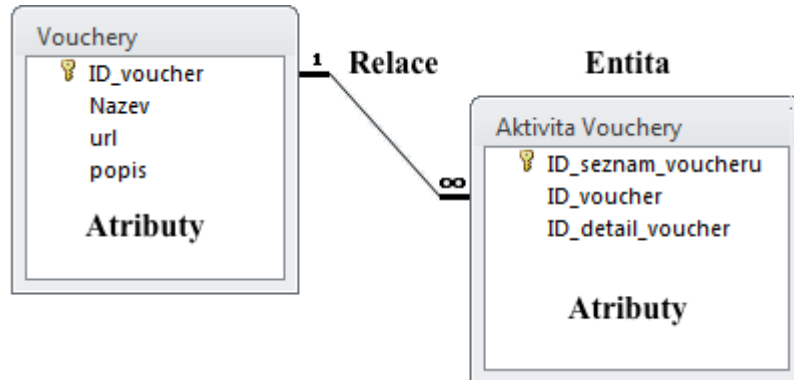 Vouchery
ID_voucher
Nazev
url
popis
Atributy
1
Relace
∞
Entita
Aktivita Vouchery
ID_seznam_voucheru
ID_voucher
ID_detail_voucher
Atributy